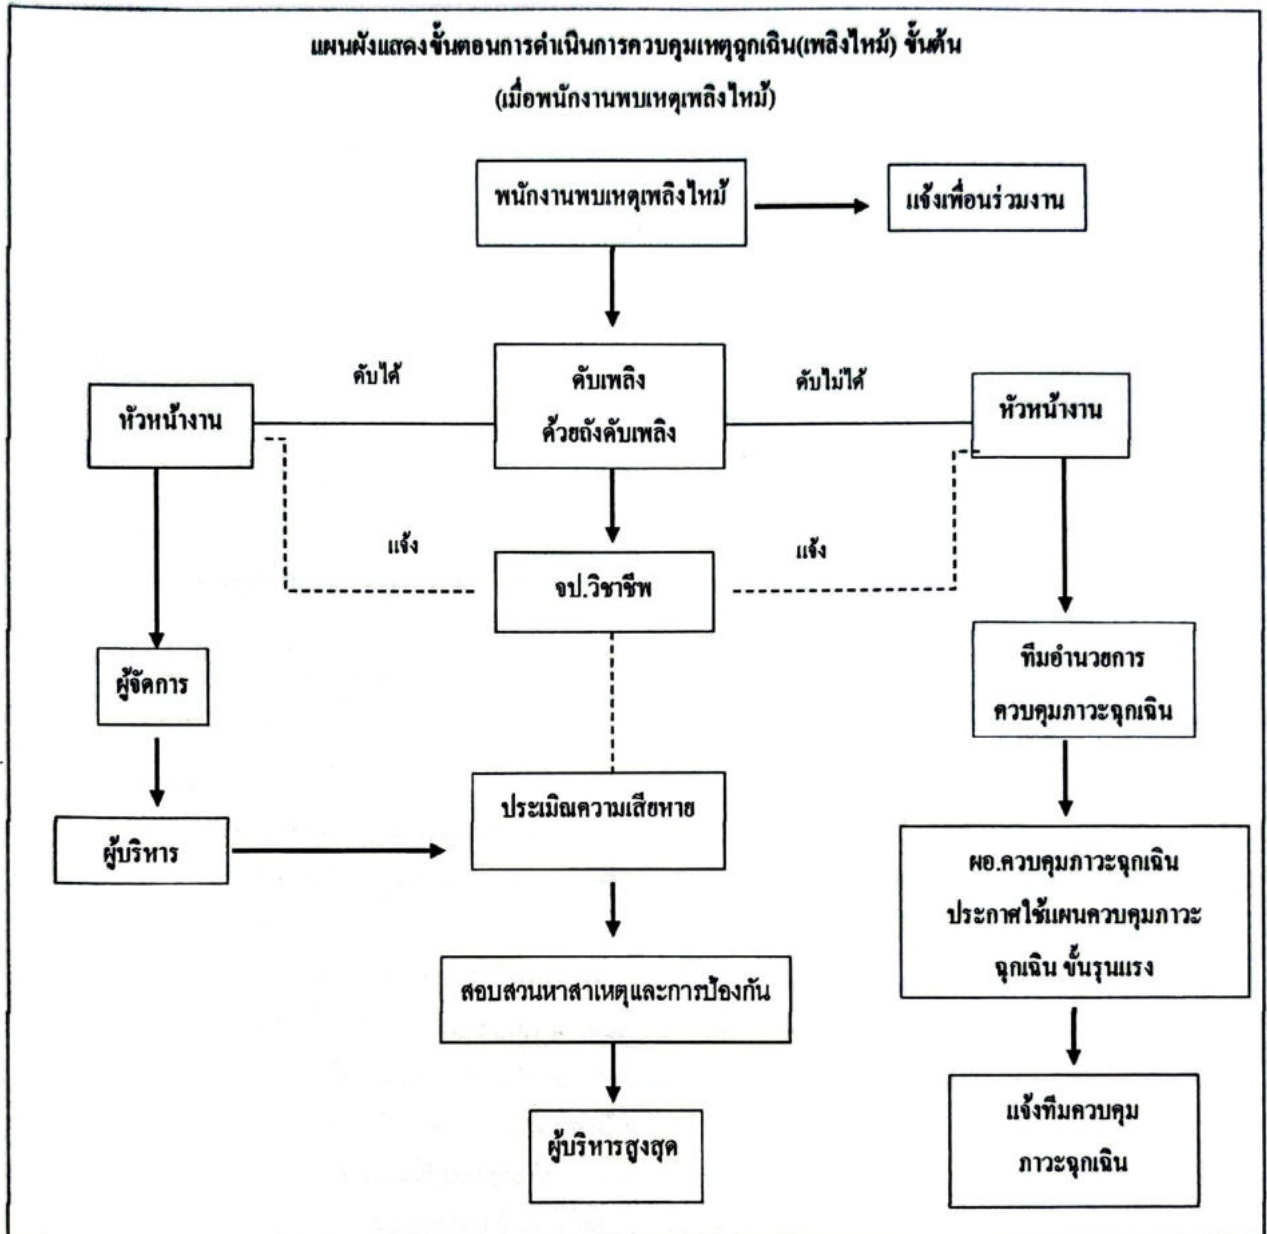 แผนผังแสดงขั้นตอนการดำเนินการควบคุมเหตุฉุกเฉิน(เพลิงไหม้) ขั้นต้น
(เมื่อพนักงานพบเหตุเพลิงไหม้)
พนักงานพบเหตุเพลิงไหม้
แจ้งเพื่อนร่วมงาน
ดับได้
ดับเพลิง
ด้วยถังดับเพลิง
ดับไม่ได้
หัวหน้างาน
หัวหน้างาน
แจ้ง
แจ้ง
จป.วิชาชีพ
ผู้จัดการ
ทีมอำนวยการ
ควบคุมภาวะฉุกเฉิน
ประเมิณความเสียหาย
ผู้บริหาร
ผอ.ควบคุมภาวะฉุกเฉิน
ประกาศใช้แผนควบคุมภาวะ
ฉุกเฉิน ขั้นรุนแรง
สอบสวนหาสาเหตุและการป้องกัน
แจ้งทีมควบคุม
ภาวะฉุกเฉิน
ผู้บริหารสูงสุด